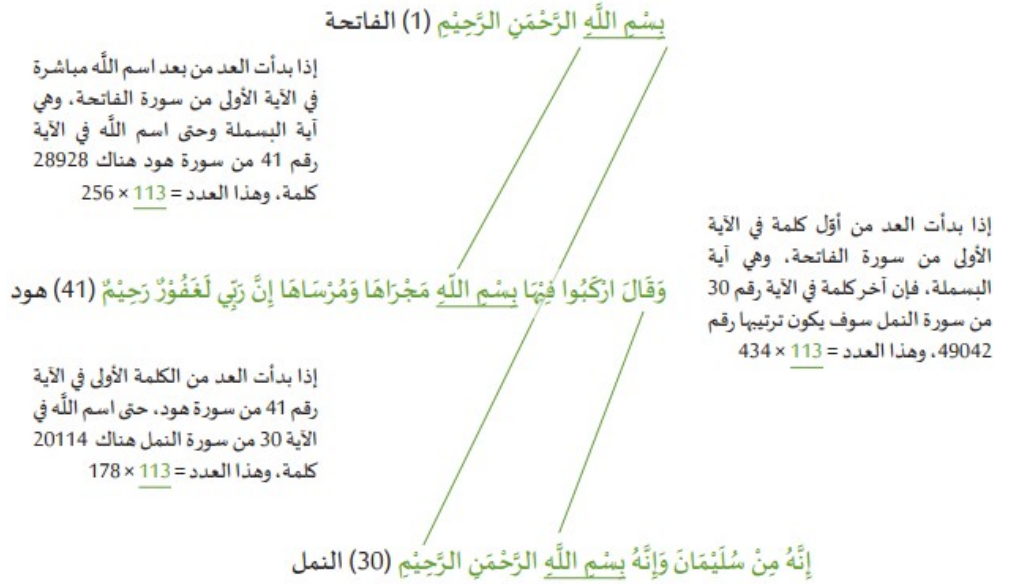 بِسْمِ اللَّهِ الرَّحْمَنِ الرَّحِيْمِ (1) الفاتحة
إذا بدأت العد من بعد اسم اللَّه مباشرة
في الآية الأولى من سورة الفاتحة، وهي
آية البسملة وحتى اسم اللَّه في الآية
رقم 41 من سورة هود هناك 28928
كلمة، وهذا العدد = 113 × 256
إذا بدأت العد من أوّل كلمة في الآية
الأولى من سورة الفاتحة، وهي آية
البسملة، فإن آخر كلمة في الآية رقم 30
من سورة النمل سوف يكون ترتيبها رقم
49042، وهذا العدد = 113 × 434
وَقَالَ ارْكَبُوا فِيْهَا بِسْمِ اللّهِ مَجْرَاهَا وَمُرْسَاهَا إِنَّ رَبِّي لَغَفُوْرٌ رَحِيْمٌ (41) هود
إذا بدأت العد من الكلمة الأولى في الآية
رقم 41 من سورة هود، حتى اسم اللَّه في
الآية 30 من سورة النمل هناك 20114
كلمة، وهذا العدد = 113 × 178
إِنَّهُ مِنْ سُلَيْمَانَ وَإِنَّهُ بِسْمِ اللَّهِ الرَّحْمَنِ الرَّحِيْمِ (30) النمل